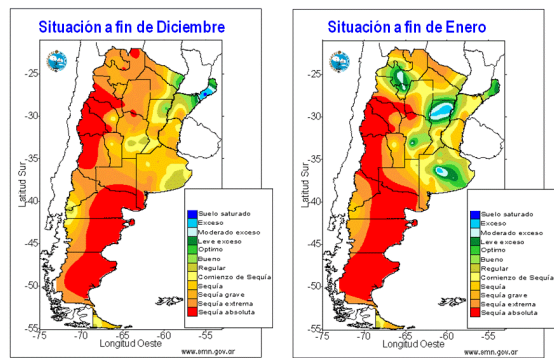 Situación a fin de Diciembre
-25
-30
-35
-40
-45
-50
-55
Latitud Sur,
-75
-70
-65
-60
-55
Longitud Oeste
Suelo saturado
Exceso
Moderado exceso
Leve exceso
Optimo
Bueno
Regular
Comienzo de Sequía
Sequía
Sequía grave
Sequía extrema
Sequía absoluta
www.smn.gov.ar
Situación a fin de Enero
-25
-30
-35
-40
-45
-50
-55
Latitud Sur,
-75
-70
-65
-60
-55
Longitud Oeste
Suelo saturado
Exceso
Moderado exceso
Leve exceso
Optimo
Bueno
Regular
Comienzo de Sequía
Sequía
Sequía grave
Sequía extrema
Sequía absoluta
www.smn.gov.ar